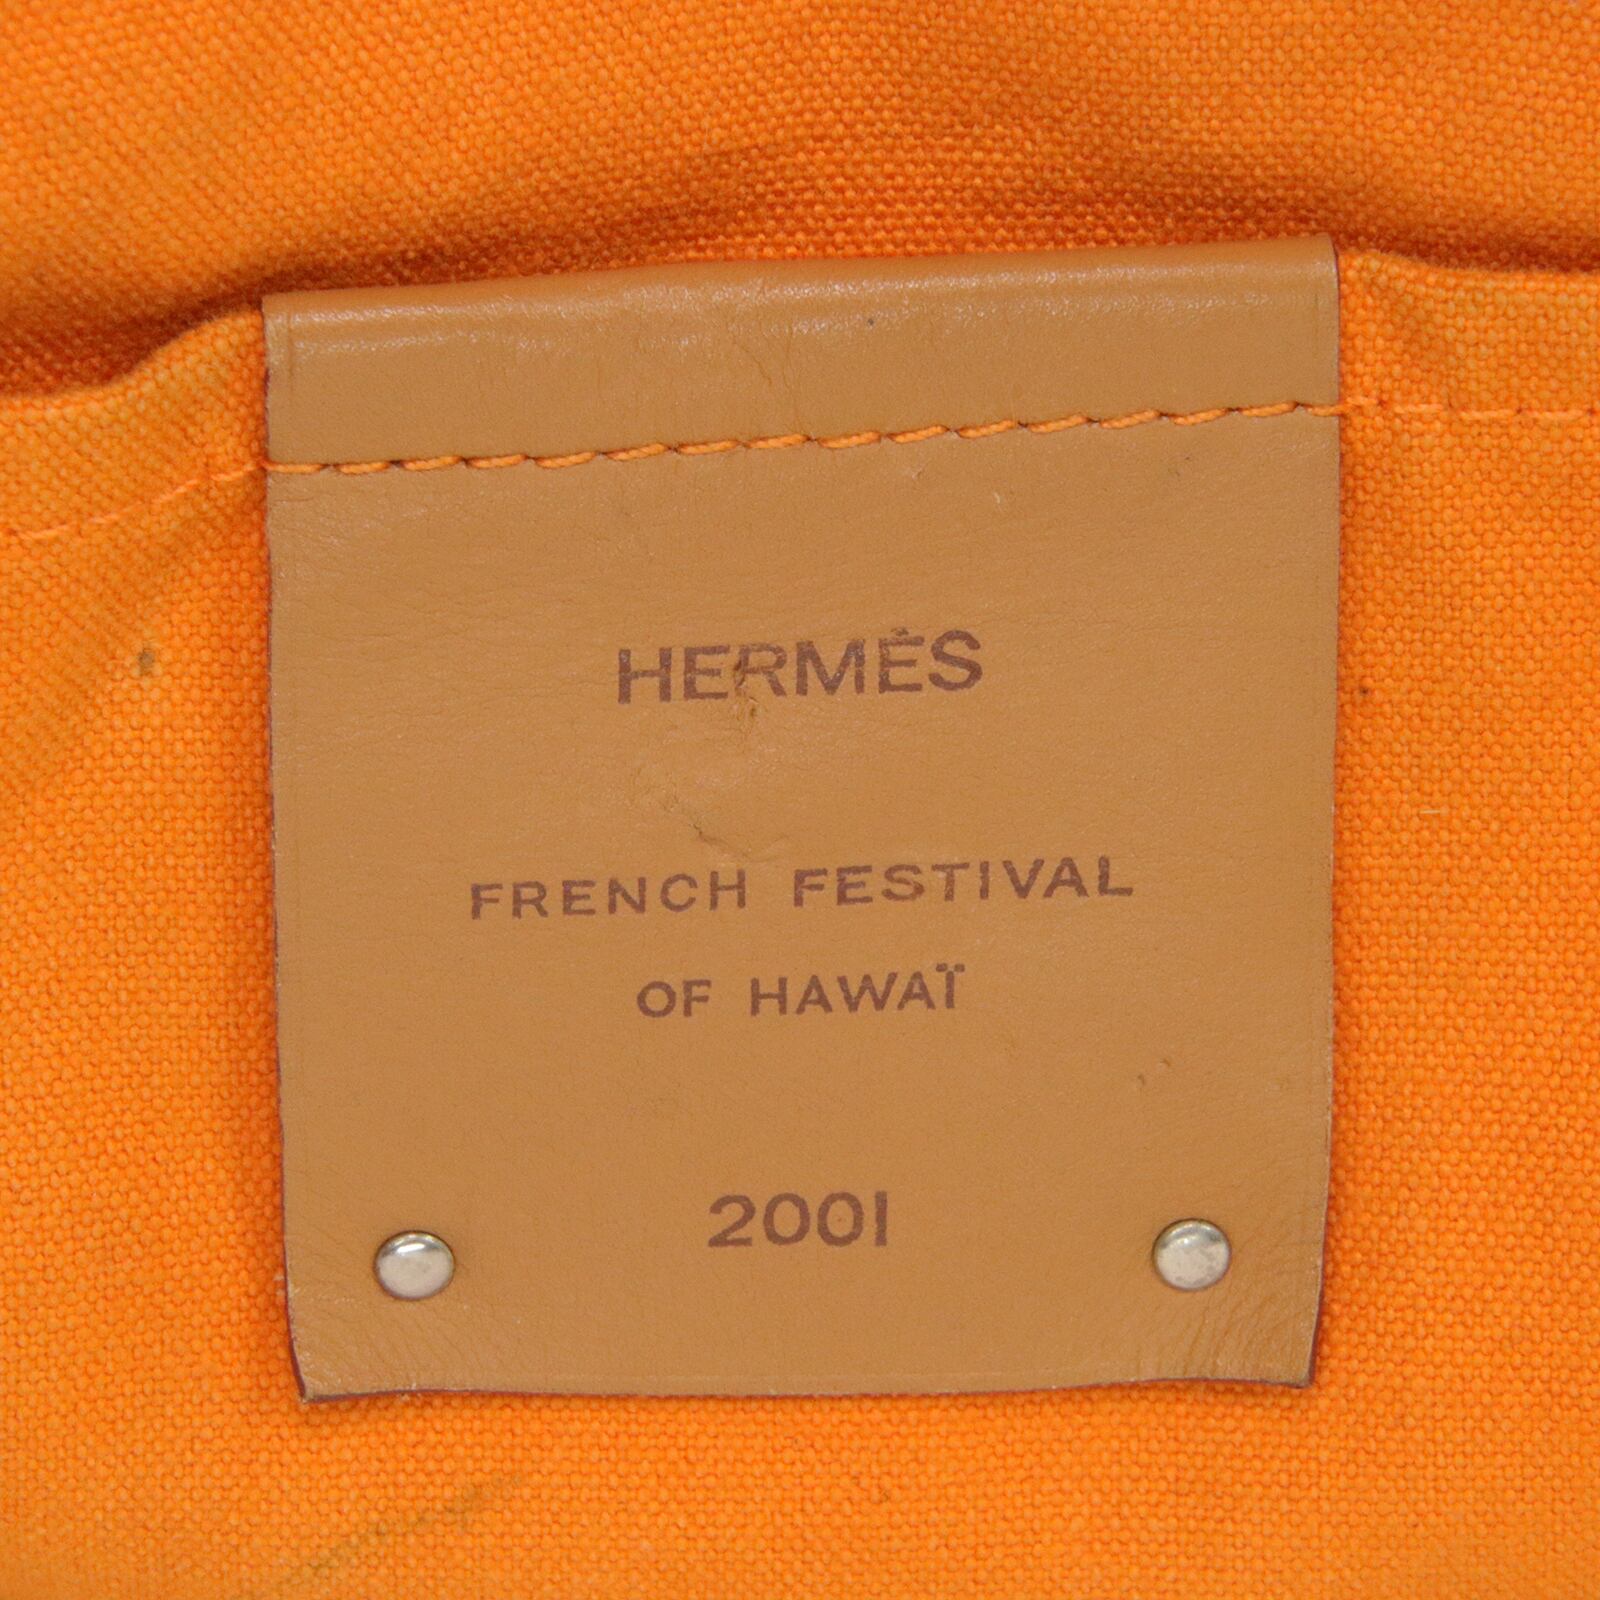 HERMÈS
FRENCH FESTIVAL
OF HAWAÏ
2001